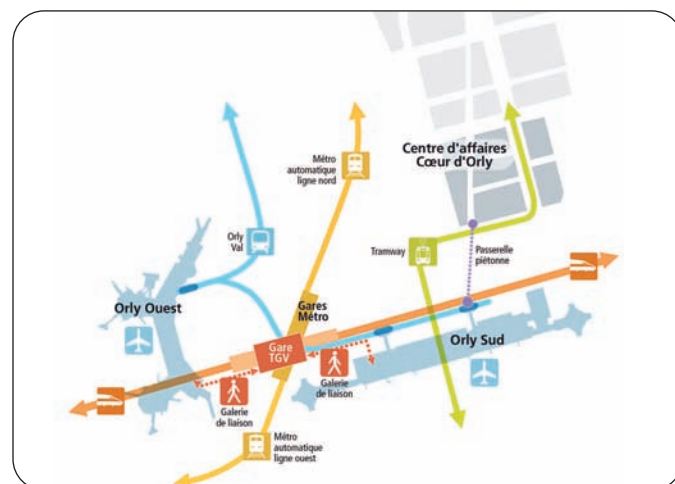 Centre d'affaires
Cœur d'Orly
Métro
automatique
ligne nord
Orly
Val
Tramway
Passerelle
piétonne
Orly Ouest
Gares
Métro
Gare
TGV
Orly Sud
Galerie
de liaison
Galerie
de liaison
Métro
automatique
ligne ouest